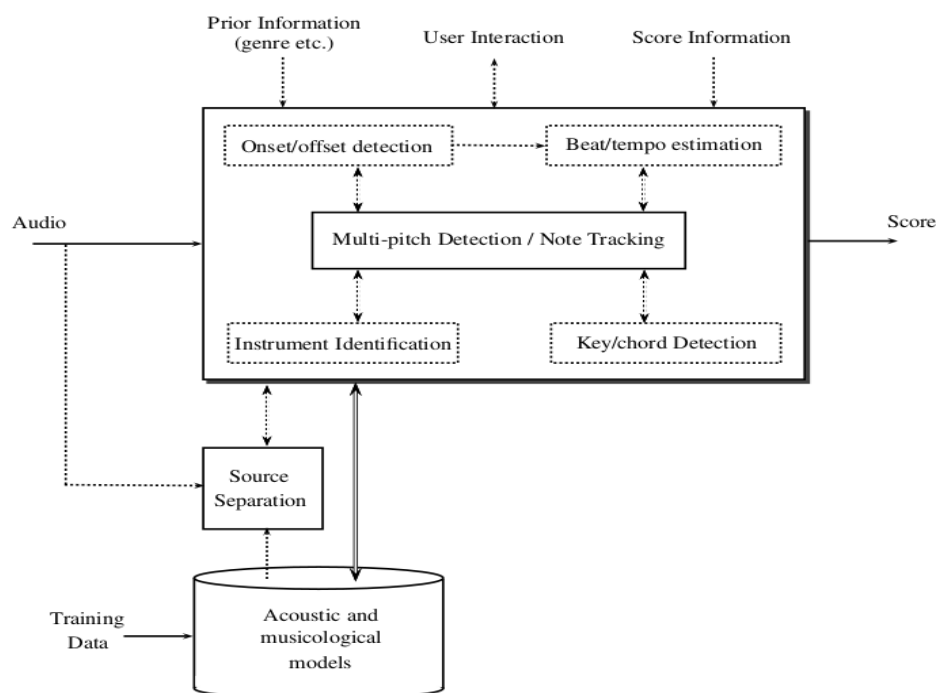 Prior Information
(genre etc.)
User Interaction
Score Information
Onset/offset detection
Beat/tempo estimation
Audio
Multi-pitch Detection / Note Tracking
Score
Instrument Identification
Key/chord Detection
Source
Separation
Training
Data
Acoustic and
musicological
models